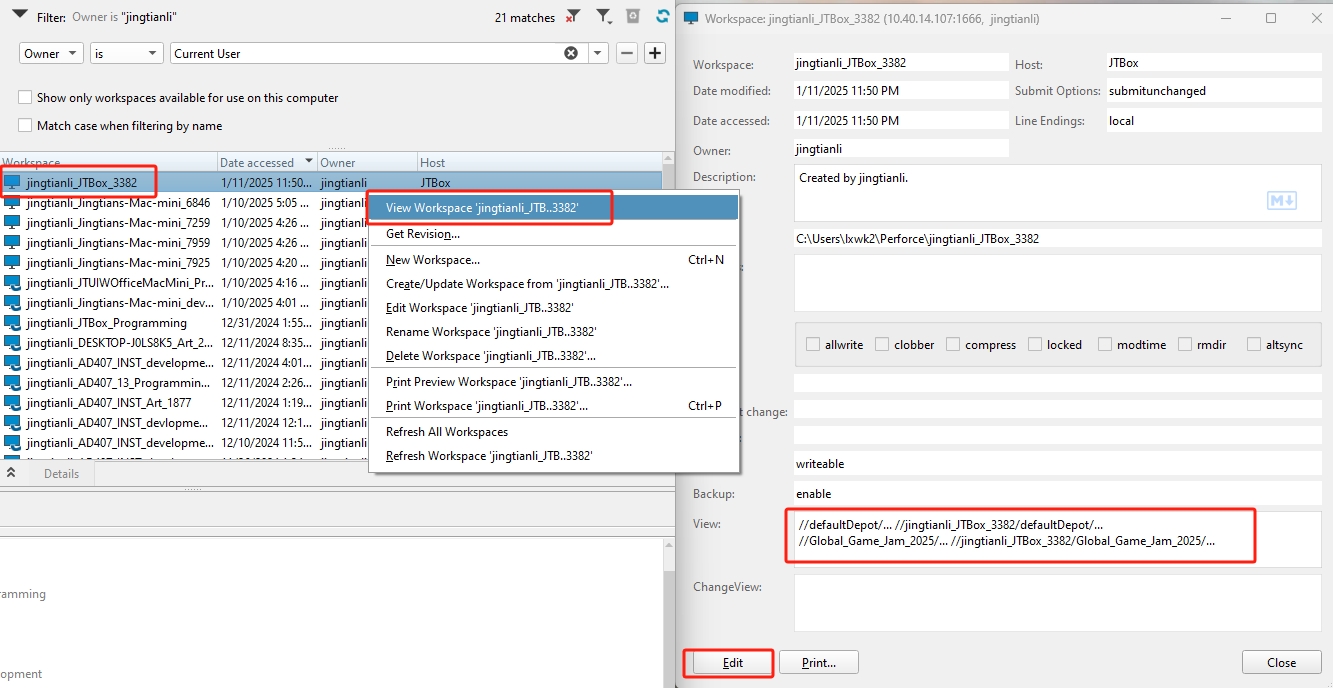 Filter: Owner is "jingtianli"
21 matches
Owner
is
Current User
Show only workspaces available for use on this computer
Match case when filtering by name
Workspace
Date accessed
Owner
Host
jingtianli_JTBox_3382 1/11/2025 11:50... jingtianli JTBox
jingtianli_Jingtians-Mac-mini_6846 1/10/2025 5:05 ... jingtianli
jingtianli_Jingtians-Mac-mini_7259 1/10/2025 4:26 ... jingtianli
jingtianli_Jingtians-Mac-mini_7959 1/10/2025 4:26 ... jingtianli
jingtianli_Jingtians-Mac-mini_7925 1/10/2025 4:20 ... jingtianli
jingtianli_JTUIWOfficeMacMini_Pr... 1/10/2025 4:16 ... jingtianli
jingtianli_Jingtians-Mac-mini_dev... 1/10/2025 4:01 ... jingtianli
jingtianli_JTBox_Programming 12/31/2024 1:55... jingtianli
jingtianli_DESKTOP-J0LS8K5_Art_2... 12/11/2024 8:35... jingtianli
jingtianli_AD407_INST_developme... 12/11/2024 4:01... jingtianli
jingtianli_AD407_13_Programmin... 12/11/2024 2:26... jingtianli
jingtianli_AD407_INST_Art_1877 12/11/2024 1:19... jingtianli
jingtianli_AD407_INST_devlopme... 12/11/2024 12:1... jingtianli
jingtianli_AD407_INST_developme... 12/10/2024 11:5... jingtianli
View Workspace 'jingtianli_JTB..3382'
Get Revision...
New Workspace... Ctrl+N
Create/Update Workspace from 'jingtianli_JTB..3382'...
Edit Workspace 'jingtianli_JTB..3382'
Rename Workspace 'jingtianli_JTB..3382'
Delete Workspace 'jingtianli_JTB..3382'...
Print Preview Workspace 'jingtianli_JTB..3382'...
Print Workspace 'jingtianli_JTB..3382'... Ctrl+P
Refresh All Workspaces
Refresh Workspace 'jingtianli_JTB..3382'
Details
ramming
opment
Workspace: jingtianli_JTBox_3382 (10.40.14.107:1666, jingtianli)
Workspace: jingtianli_JTBox_3382 Host: JTBox
Date modified: 1/11/2025 11:50 PM Submit Options: submitunchanged
Date accessed: 1/11/2025 11:50 PM Line Endings: local
Owner: jingtianli
Description: Created by jingtianli.
M
C:\Users\lxwk2\Perforce\jingtianli_JTBox_3382
allwrite clobber compress locked modtime rmdir altsync
t change:
writeable
Backup: enable
View: //defaultDepot/... //jingtianli_JTBox_3382/defaultDepot/...
//Global_Game_Jam_2025/... //jingtianli_JTBox_3382/Global_Game_Jam_2025/...
ChangeView:
Edit Print... Close